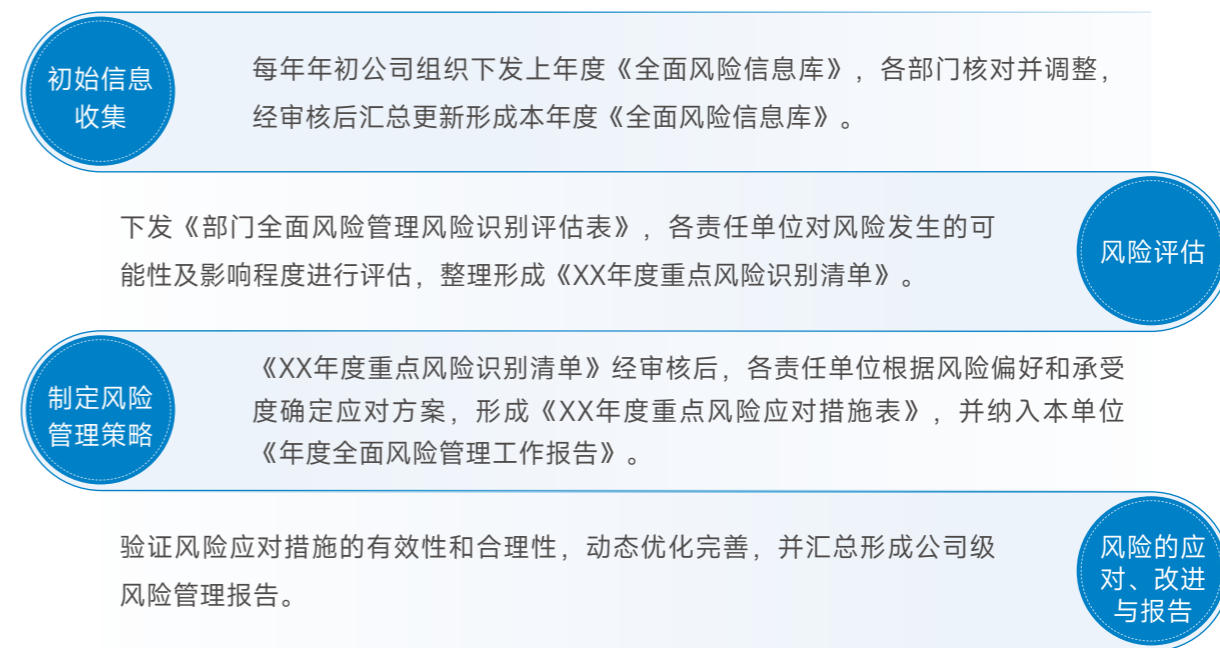 初始信息
收集
每年年初公司组织下发上年度《全面风险信息库》，各部门核对并调整，
经审核后汇总更新形成本年度《全面风险信息库》。
下发《部门全面风险管理风险识别评估表》，各责任单位对风险发生的可
能性及影响程度进行评估，整理形成《XX年度重点风险识别清单》。
风险评估
制定风险
管理策略
《XX年度重点风险识别清单》经审核后，各责任单位根据风险偏好和承受
度确定应对方案，形成《XX年度重点风险应对措施表》，并纳入本单位
《年度全面风险管理工作报告》。
验证风险应对措施的有效性和合理性，动态优化完善，并汇总形成公司级
风险管理报告。
风险的应
对、改进
与报告